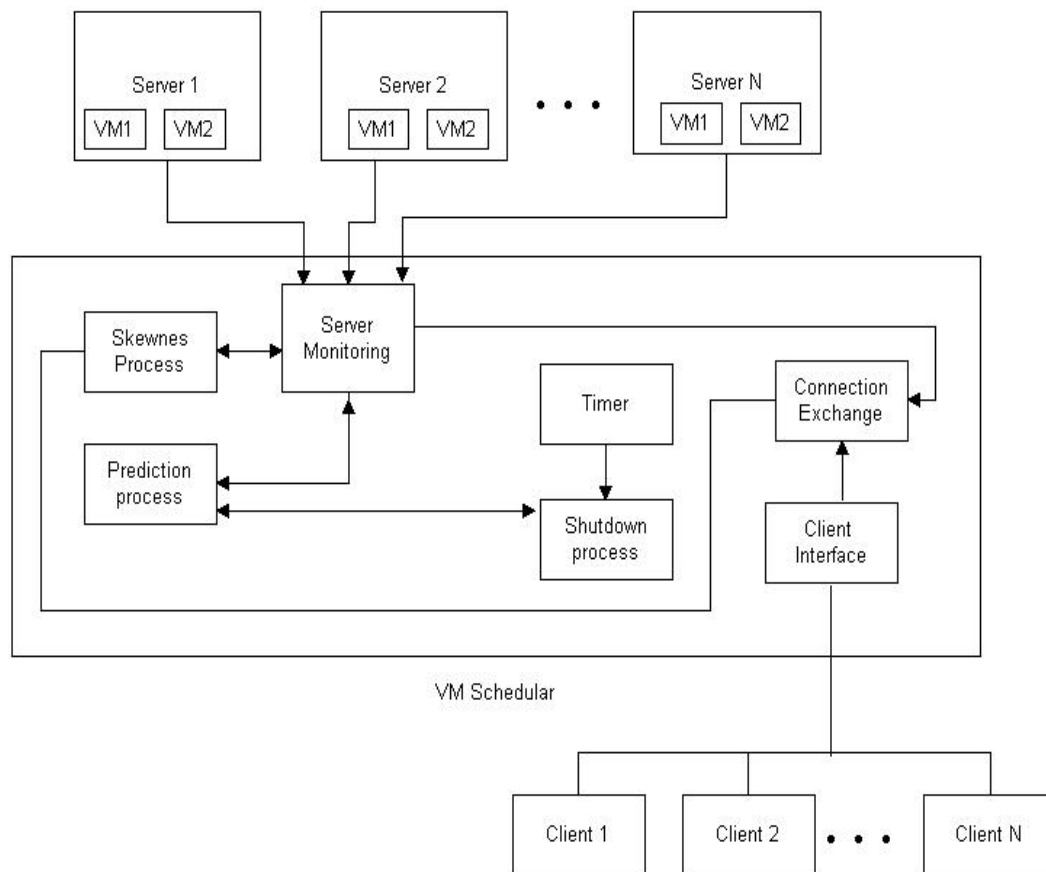 Server 1
VM1 VM2
Server 2
VM1 VM2
Server N
VM1 VM2
Skewnes
Process
Server
Monitoring
Timer
Connection
Exchange
Prediction
process
Shutdown
process
Client
Interface
VM Schedular
Client 1
Client 2
Client N